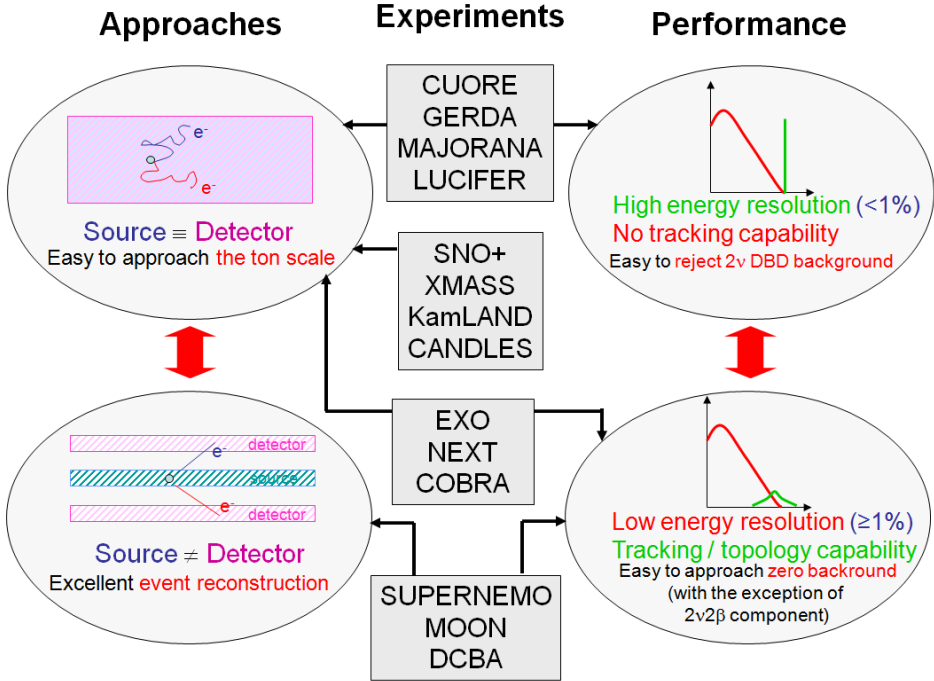 Approaches
Experiments
Performance
e-
e-
Source ≡ Detector
Easy to approach the ton scale
CUORE
GERDA
MAJORANA
LUCIFER
High energy resolution (<1%)
No tracking capability
Easy to reject 2ν DBD background
SNO+
XMASS
KamLAND
CANDLES
detector
e-
source
e-
detector
Source ≠ Detector
Excellent event reconstruction
EXO
NEXT
COBRA
Low energy resolution (≥1%)
Tracking / topology capability
Easy to approach zero backround
(with the exception of
2ν2β component)
SUPERNEMO
MOON
DCBA